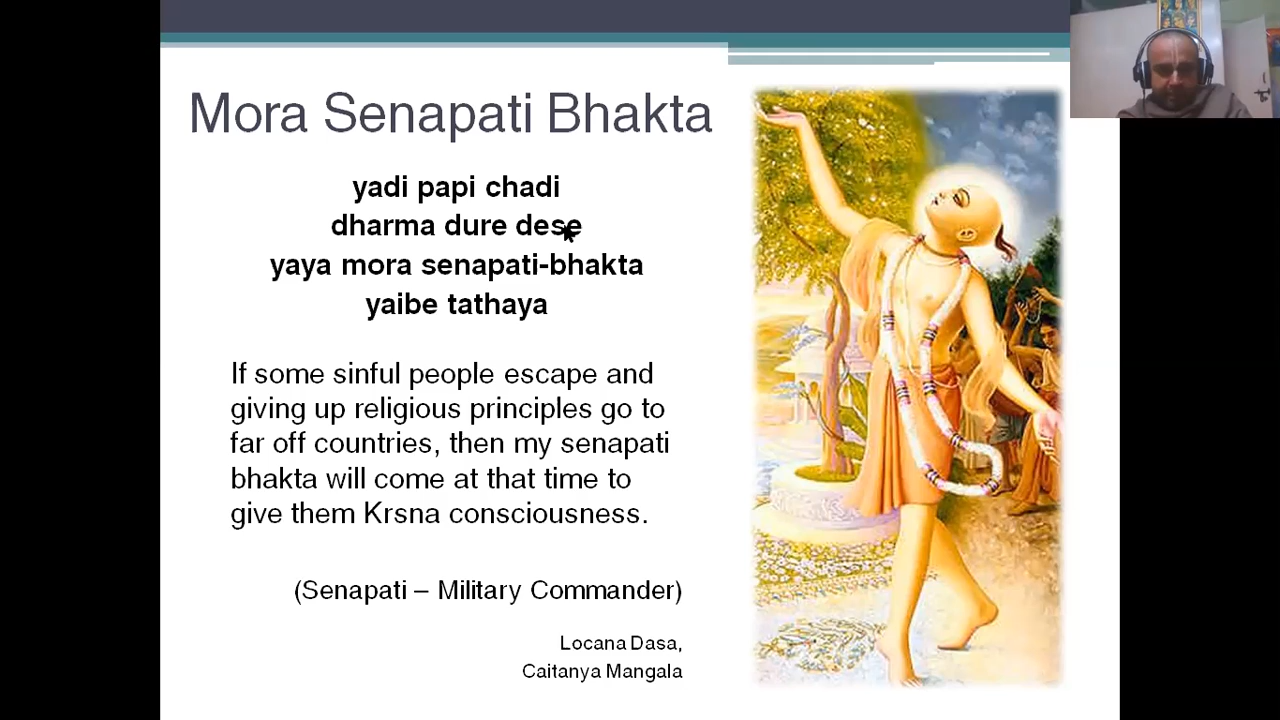 Mora Senapati Bhakta
yadi papi chadi
dharma dure dese
yaya mora senapati-bhakta
yaibe tathaya
If some sinful people escape and
giving up religious principles go to
far off countries, then my senapati
bhakta will come at that time to
give them Krsna consciousness.
(Senapati – Military Commander)
Locana Dasa,
Caitanya Mangala